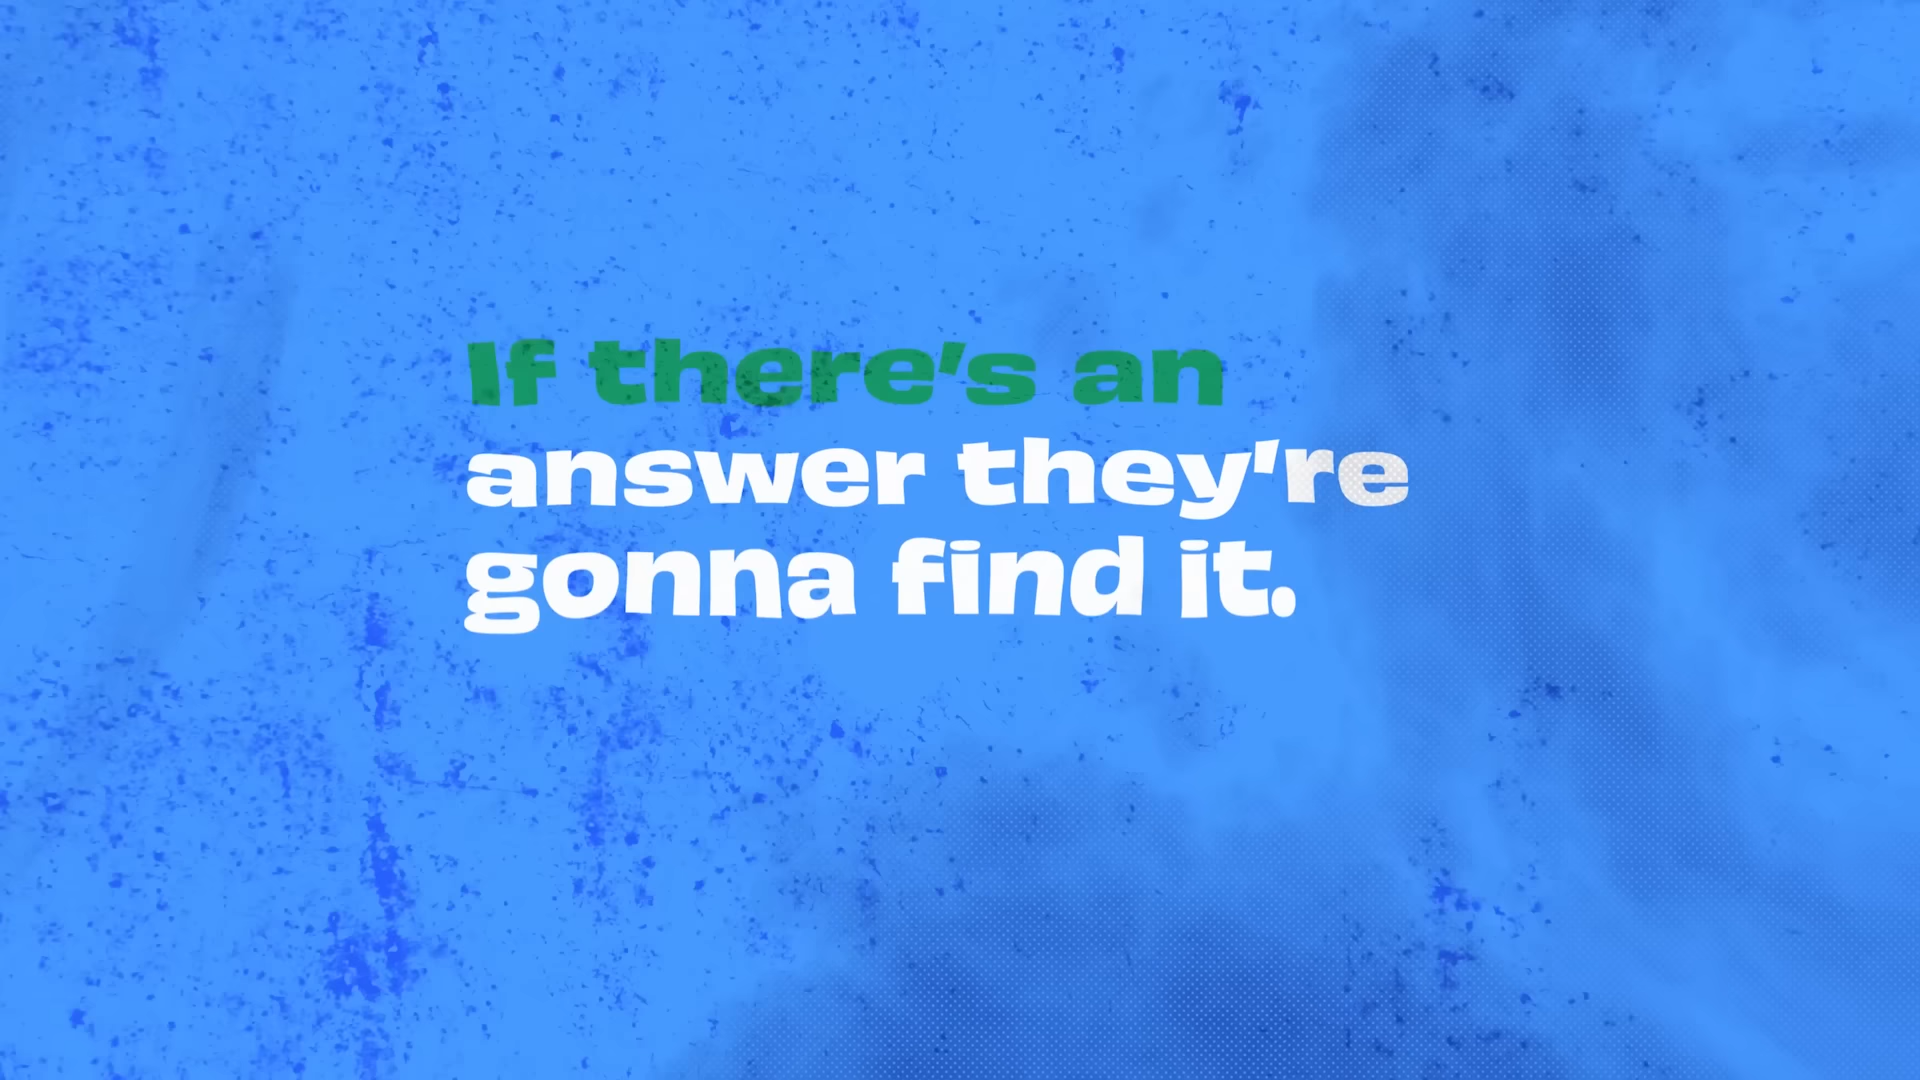 If there’s an
answer they’re
gonna find it.